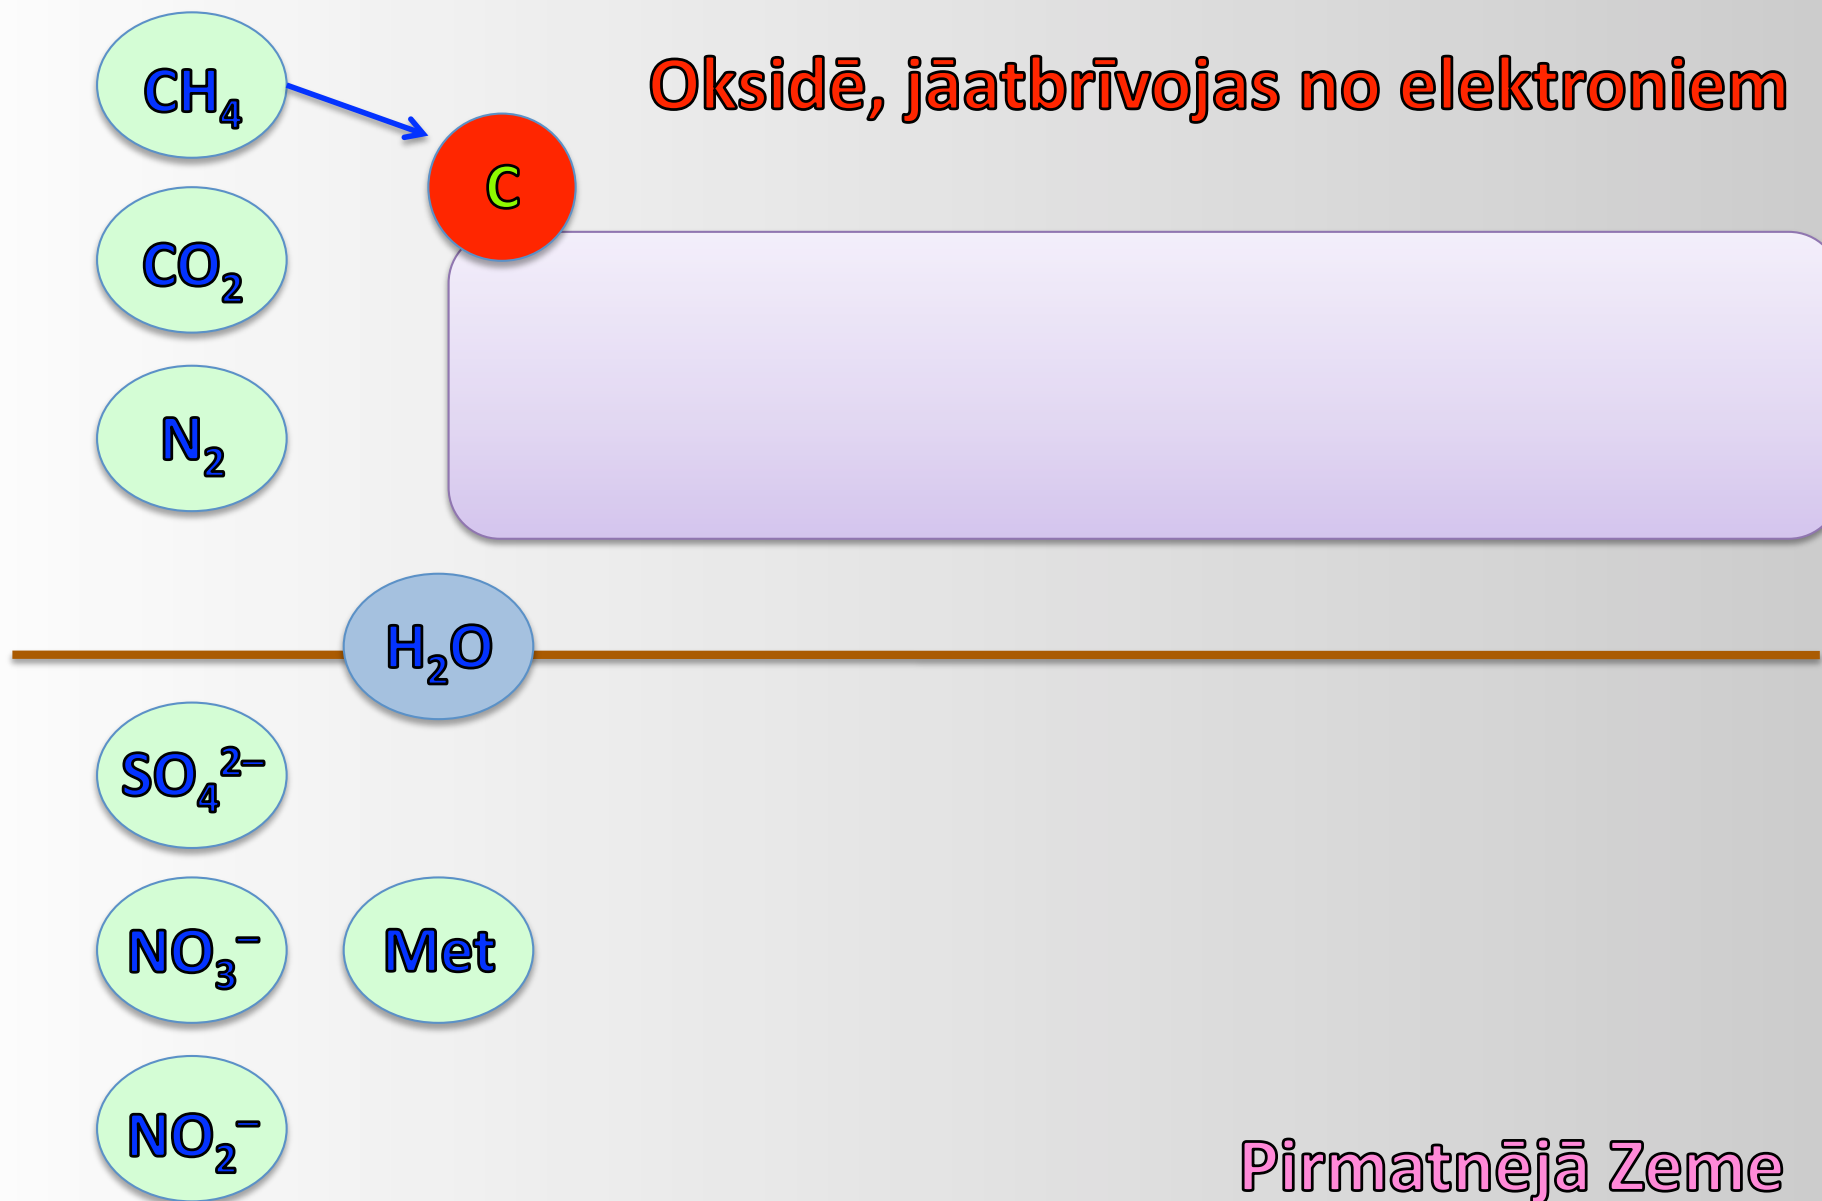 CH₄
Oksidē, jāatbrīvojas no elektroniem
C
CO₂
N₂
H₂O
SO₄²⁻
NO₃⁻
Met
NO₂⁻
Pirmatnējā Zeme